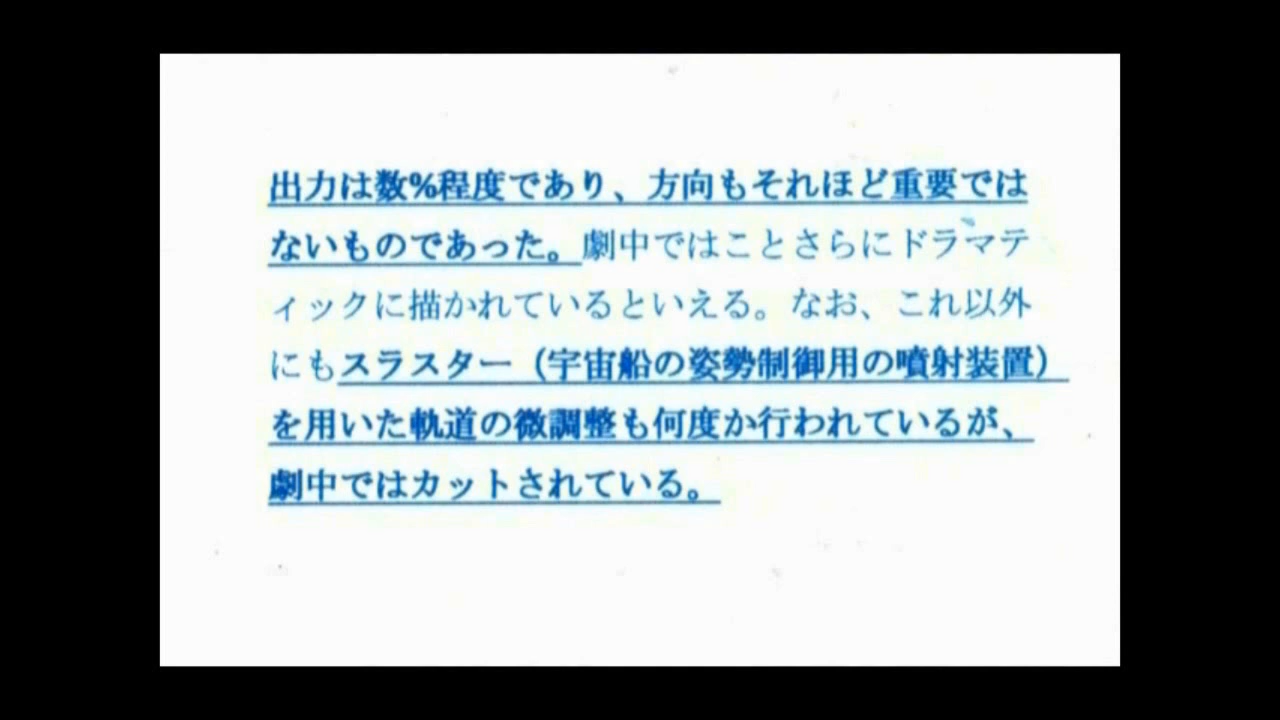 出力は数%程度であり、方向もそれほど重要では
ないものであった。劇中ではことさらにドラマテ
ィックに描かれているといえる。なお、これ以外
にもスラスター（宇宙船の姿勢制御用の噴射装置）
を用いた軌道の微調整も何度か行われているが、
劇中ではカットされている。